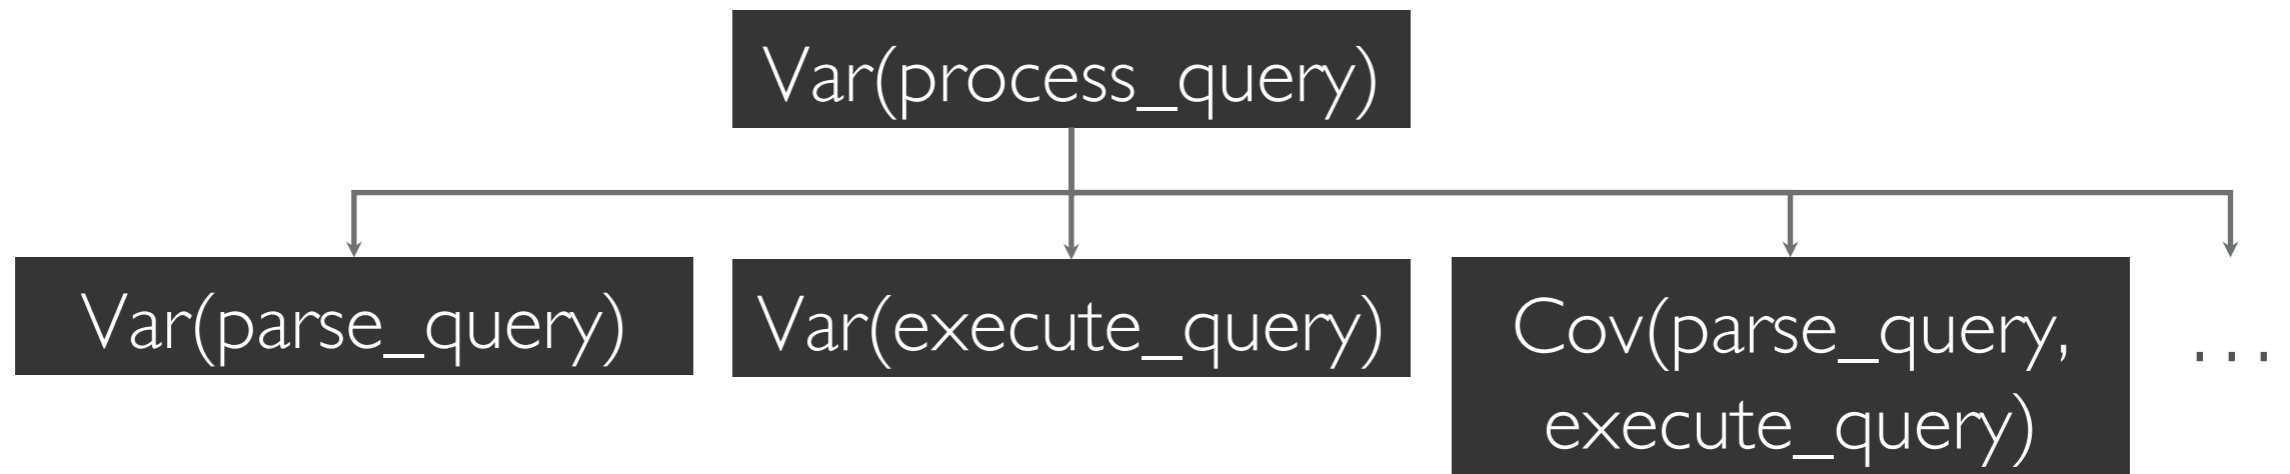 Var(process_query)
Var(parse_query)
Var(execute_query)
Cov(parse_query,
execute_query)
...